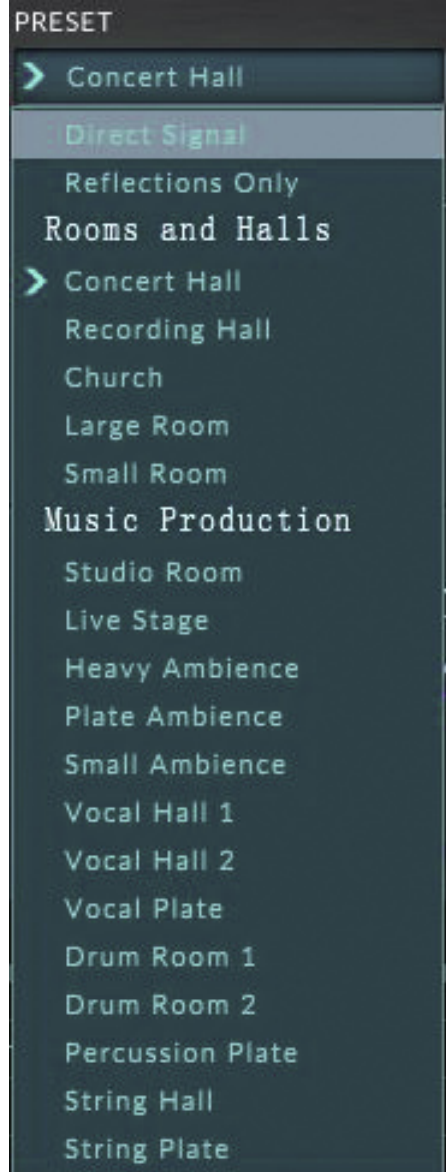 PRESET
Concert Hall
Direct Signal
Reflections Only
Rooms and Halls
Concert Hall
Recording Hall
Church
Large Room
Small Room
Music Production
Studio Room
Live Stage
Heavy Ambience
Plate Ambience
Small Ambience
Vocal Hall 1
Vocal Hall 2
Vocal Plate
Drum Room 1
Drum Room 2
Percussion Plate
String Hall
String Plate